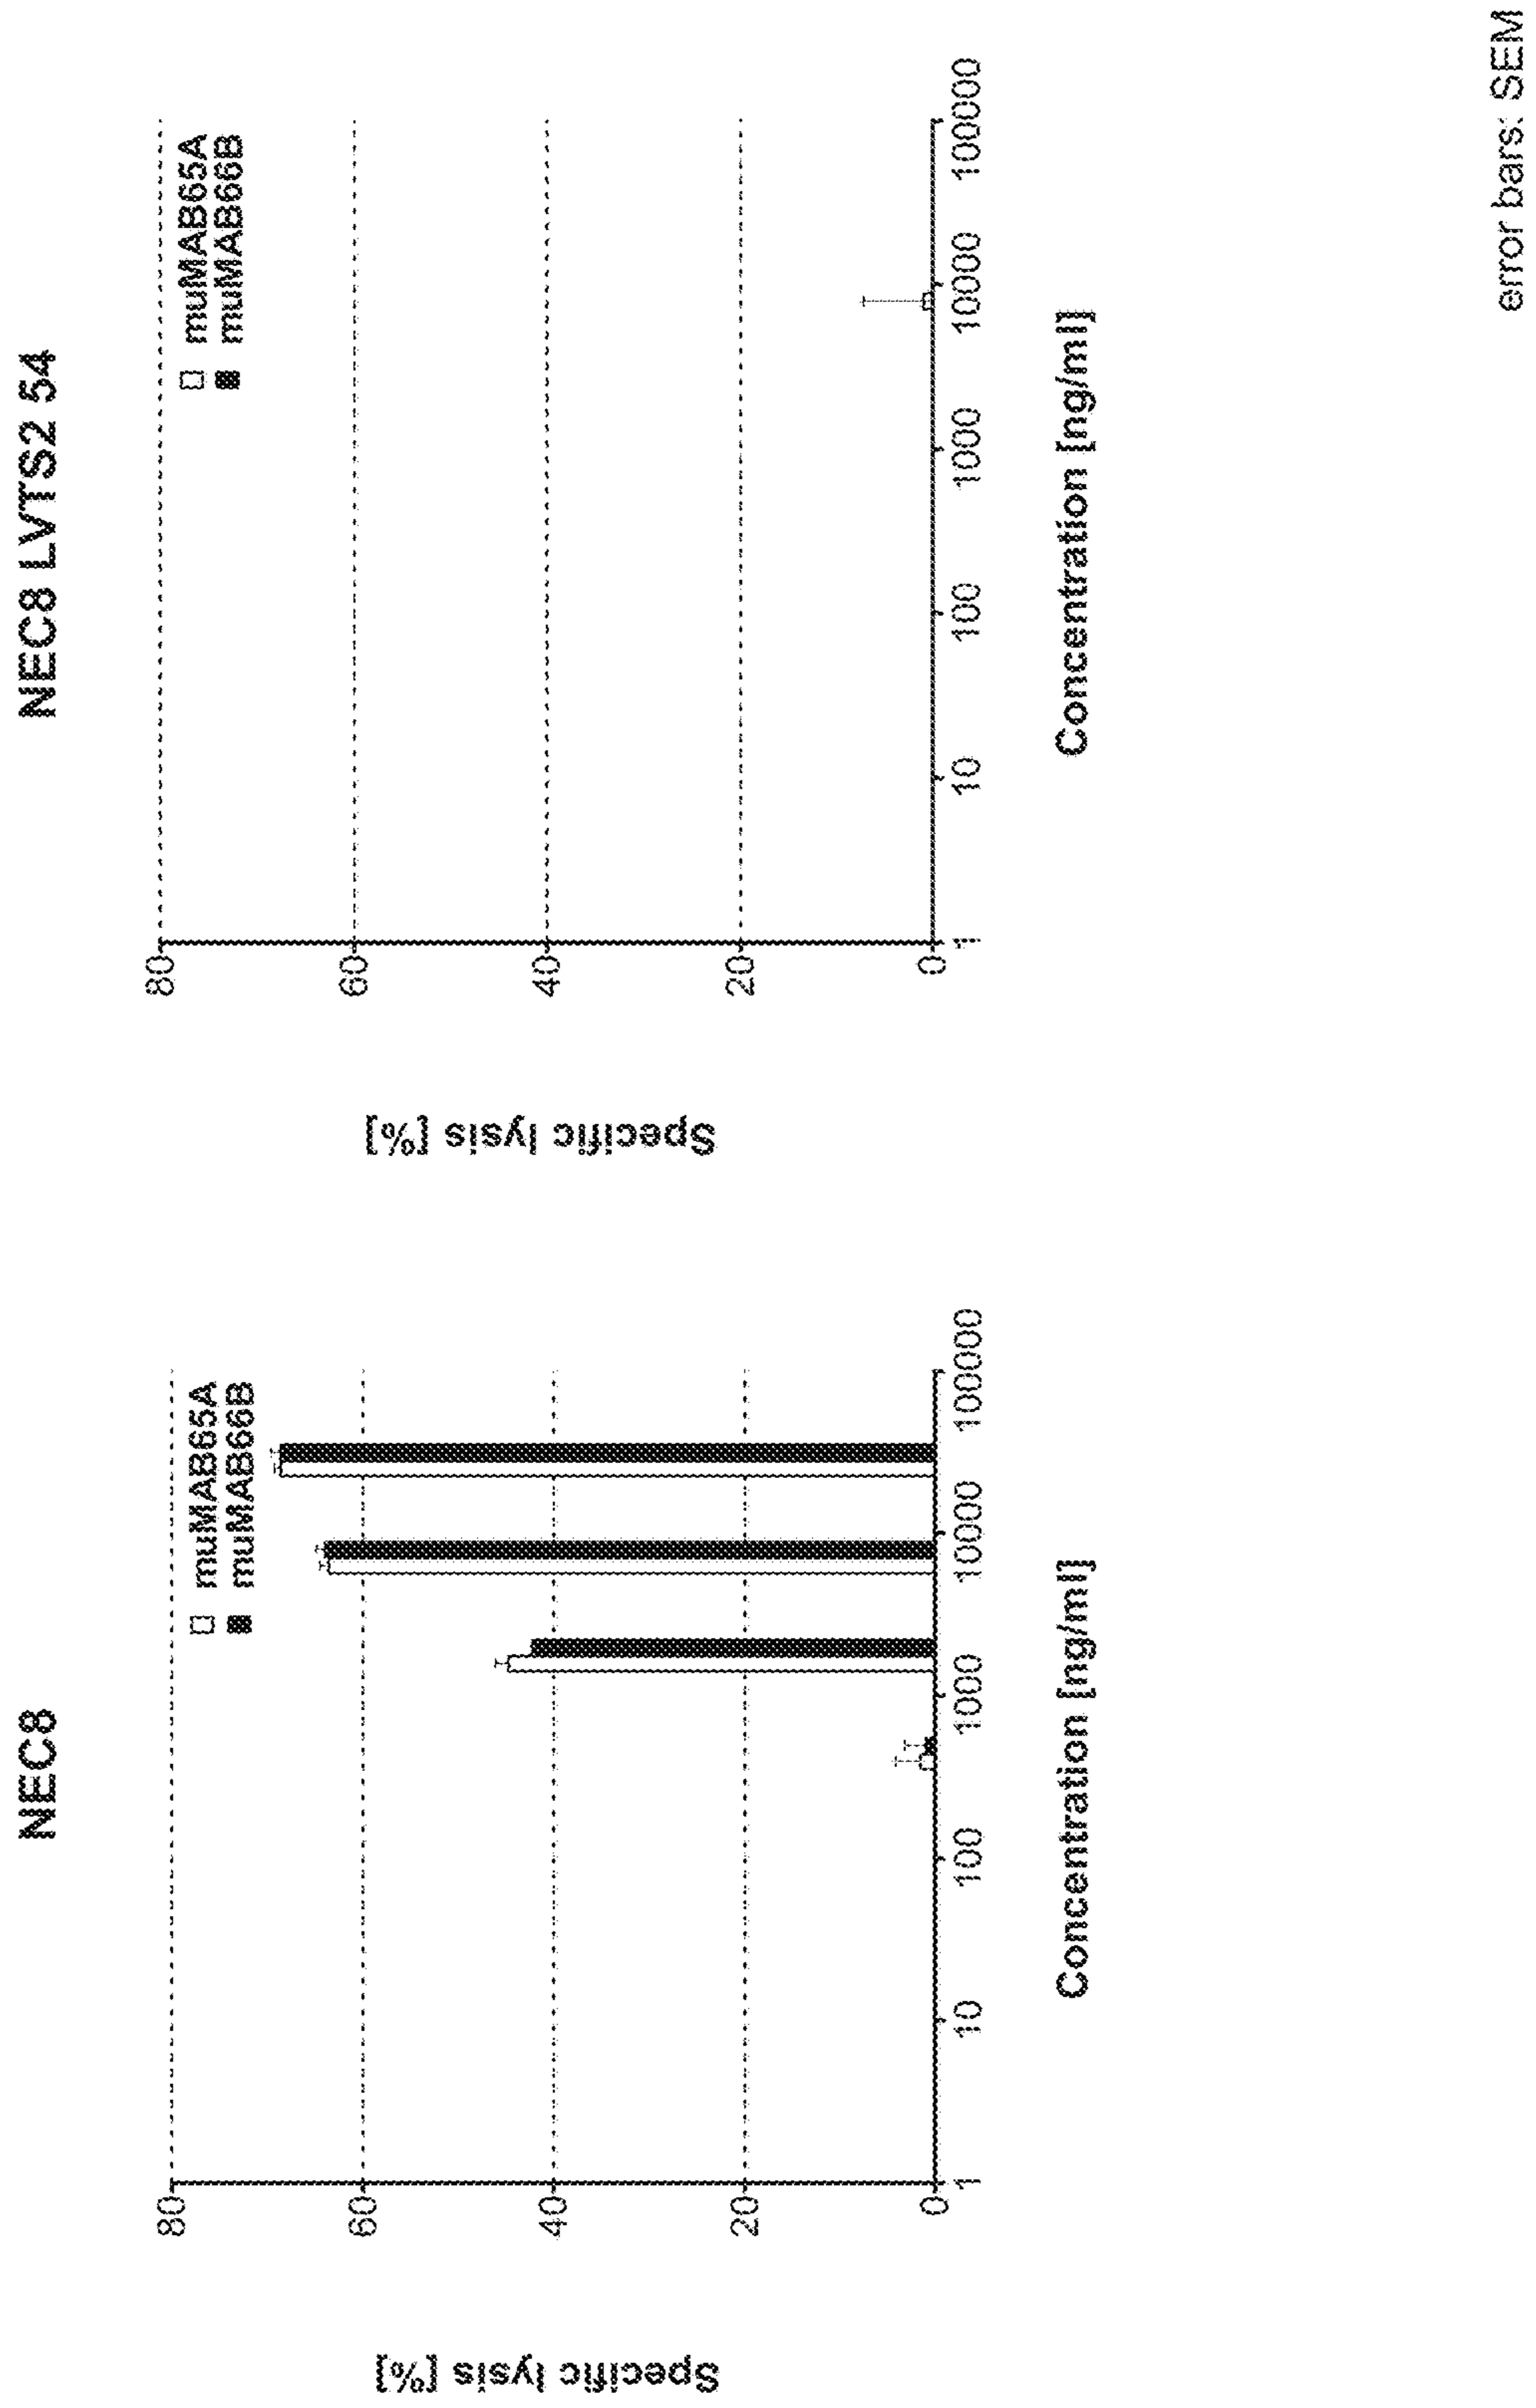 NEC8
Specific lysis [%]
80
60
40
20
0
muMAB65A
muMAB66B
1
10
100
1000
10000
100000
Concentration [ng/ml]
NEC8 LVTS2 54
Specific lysis [%]
80
60
40
20
0
muMAB65A
muMAB66B
1
10
100
1000
10000
100000
Concentration [ng/ml]
error bars: SEM